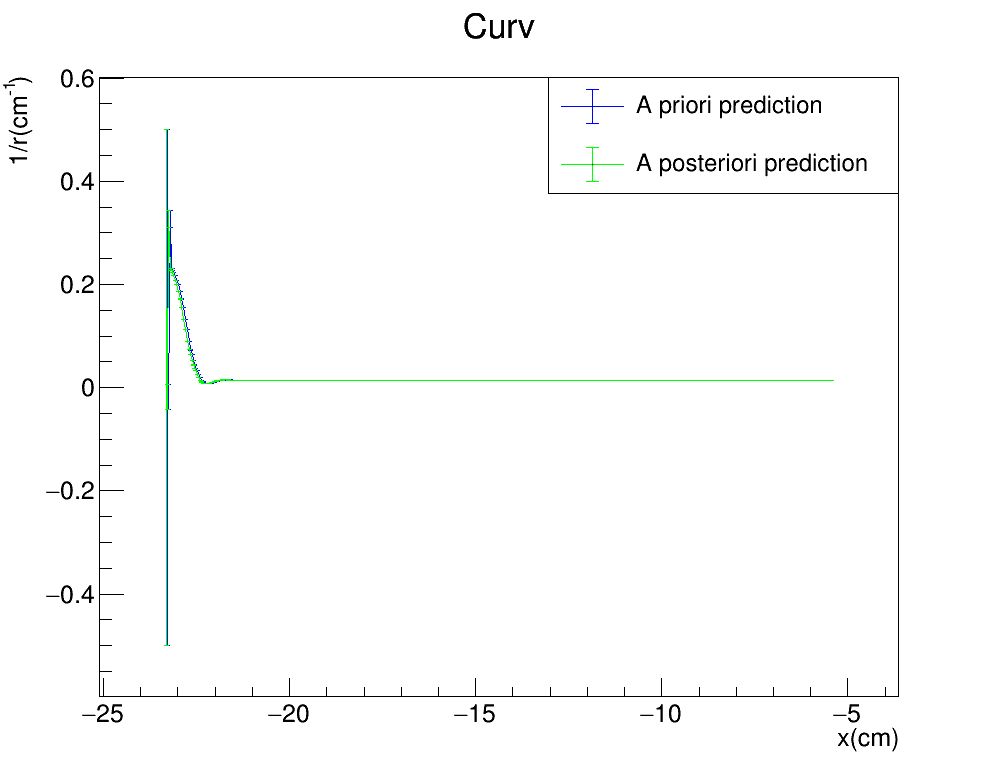 Curv
1/r(cm⁻¹)
0.6
0.4
0.2
0
−0.2
−0.4
A priori prediction
A posteriori prediction
−25 −20 −15 −10 −5
x(cm)